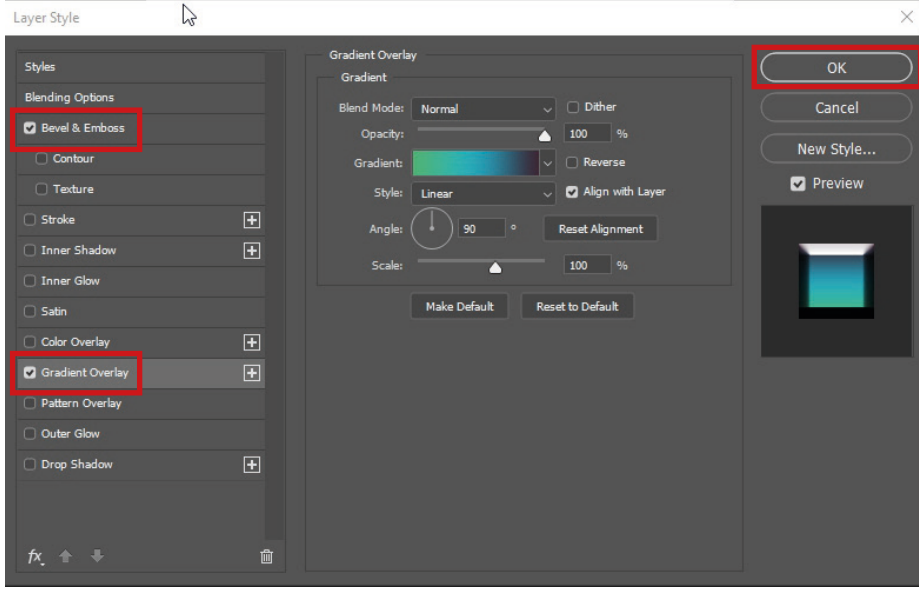 Layer Style
Styles
Blending Options
Bevel & Emboss
Contour
Texture
Stroke
Inner Shadow
Inner Glow
Satin
Color Overlay
Gradient Overlay
Pattern Overlay
Outer Glow
Drop Shadow
fx
Gradient Overlay
Gradient
Blend Mode: Normal Dither
Opacity: 100 %
Gradient: Reverse
Style: Linear Align with Layer
Angle: 90 ° Reset Alignment
Scale: 100 %
Make Default Reset to Default
OK
Cancel
New Style...
Preview